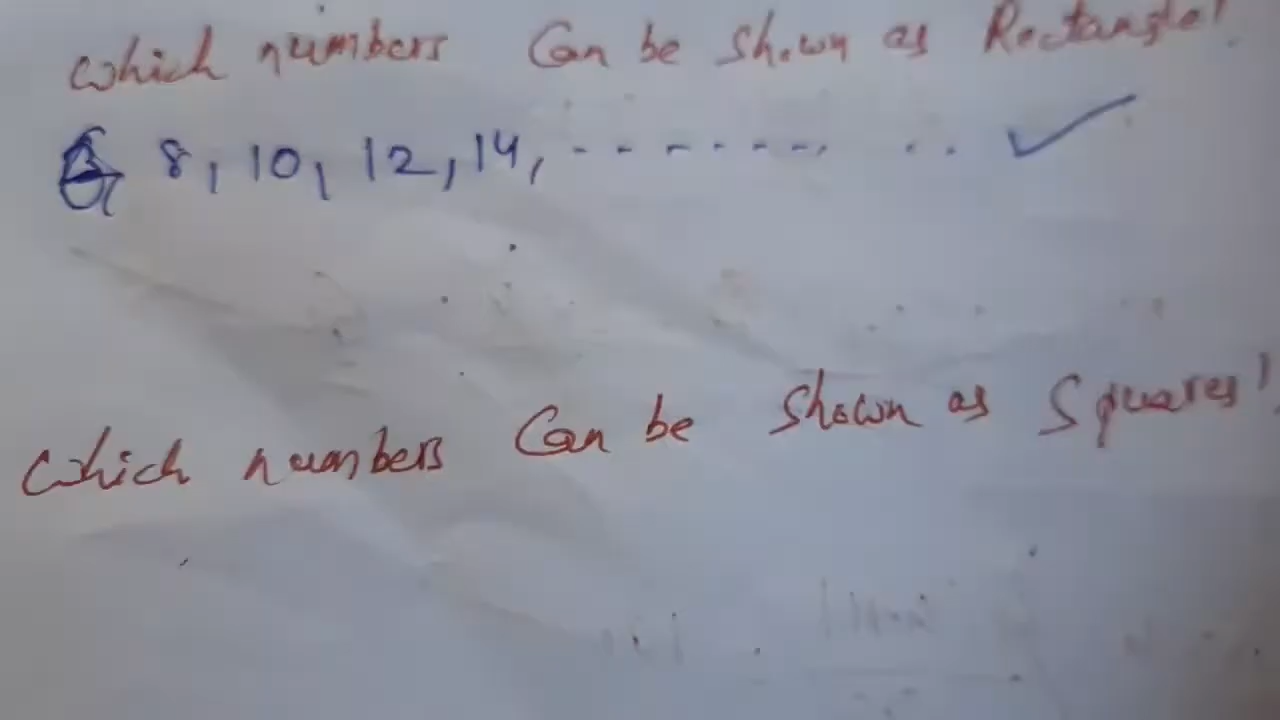 Which numbers Can be Shown as Rectangle!
8, 10, 12, 14, - - - - - - - . . ✓
Which numbers Can be Shown as Squares!